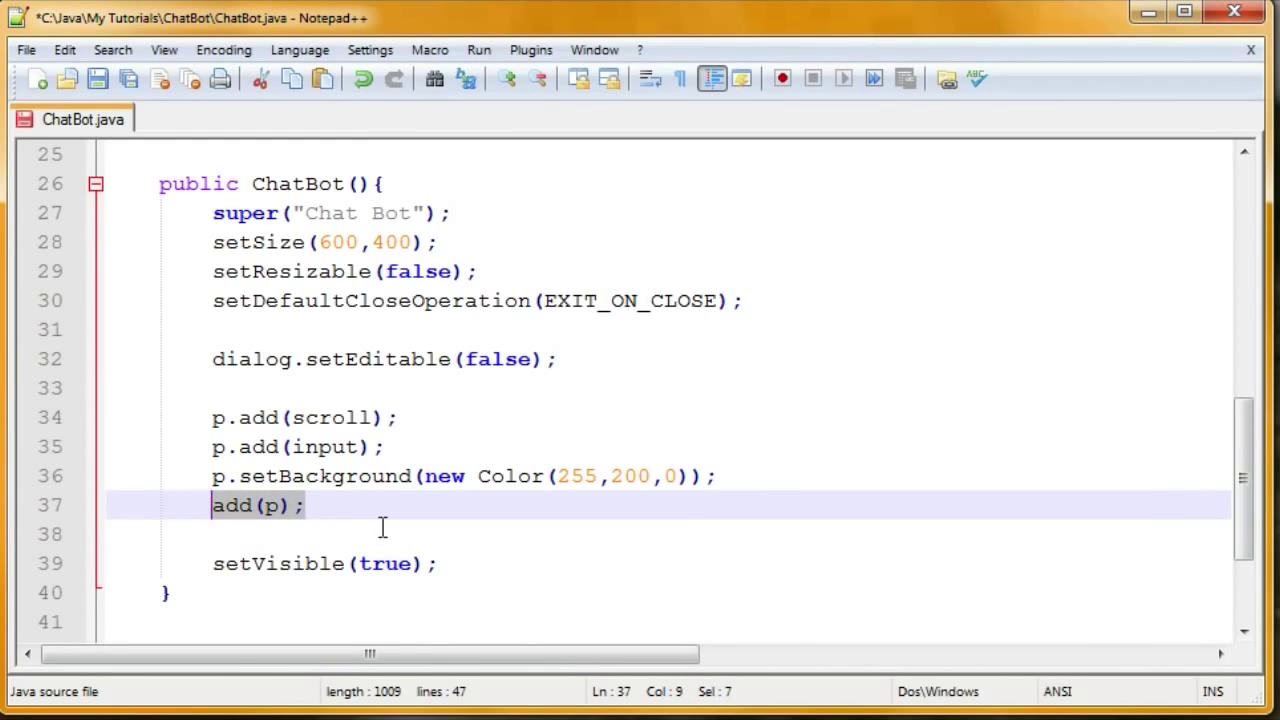 *C:\Java\My Tutorials\ChatBot\ChatBot.java - Notepad++
File Edit Search View Encoding Language Settings Macro Run Plugins Window ? X
ABC
ChatBot.java
25
26 public ChatBot(){
27 super("Chat Bot");
28 setSize(600,400);
29 setResizable(false);
30 setDefaultCloseOperation(EXIT_ON_CLOSE);
31
32 dialog.setEditable(false);
33
34 p.add(scroll);
35 p.add(input);
36 p.setBackground(new Color(255,200,0));
37 add(p);
38
39 setVisible(true);
40 }
41
Java source file length : 1009 lines : 47 Ln : 37 Col : 9 Sel : 7 Dos\Windows ANSI INS